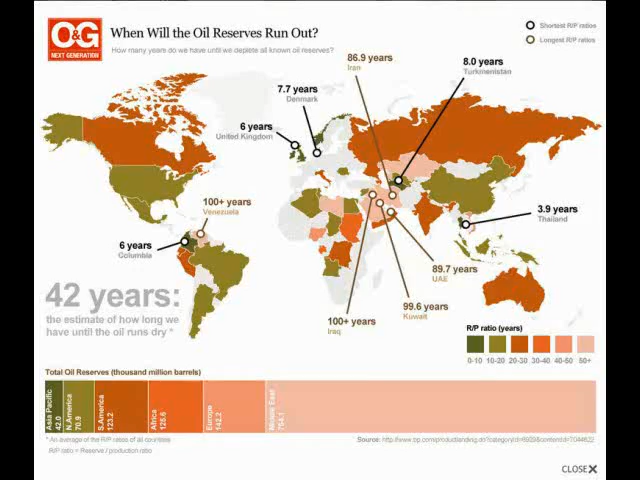 O&G
NEXT GENERATION
When Will the Oil Reserves Run Out?
How many years do we have until we deplete all known oil reserves?
Shortest R/P ratios
Longest R/P ratios
86.9 years
Iran
8.0 years
Turkmenistan
7.7 years
Denmark
6 years
United Kingdom
100+ years
Venezuela
3.9 years
Thailand
6 years
Columbia
89.7 years
UAE
99.6 years
Kuwait
100+ years
Iraq
42 years:
the estimate of how long we
have until the oil runs dry *
R/P ratio (years)
0-10 10-20 20-30 30-40 40-50 50+
Total Oil Reserves (thousand million barrels)
Asia Pacific
42.0
N.America
70.9
S.America
123.2
Africa
125.6
Europe
142.2
Middle East
754.1
* An average of the R/P rates of all countries
R/P ratio = Reserve / production ratio
CLOSE X